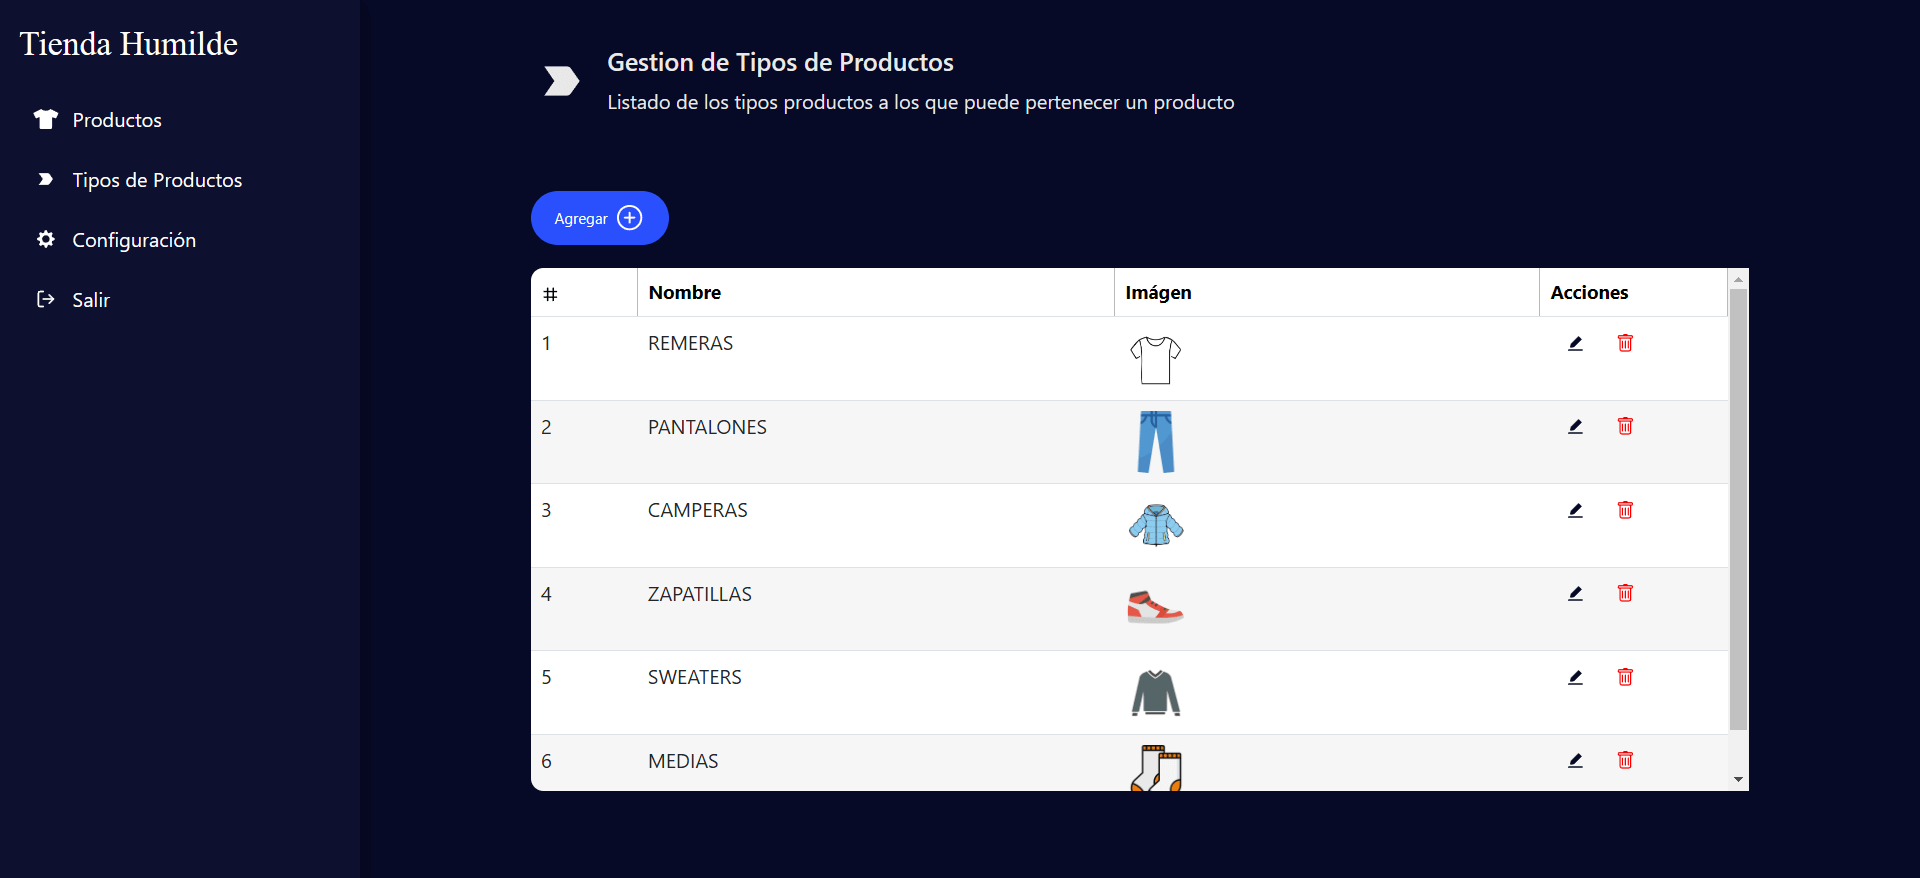 Tienda Humilde
Productos
Tipos de Productos
Configuración
Salir
Gestion de Tipos de Productos
Listado de los tipos productos a los que puede pertenecer un producto
Agregar
# Nombre Imágen Acciones
1 REMERAS
2 PANTALONES
3 CAMPERAS
4 ZAPATILLAS
5 SWEATERS
6 MEDIAS